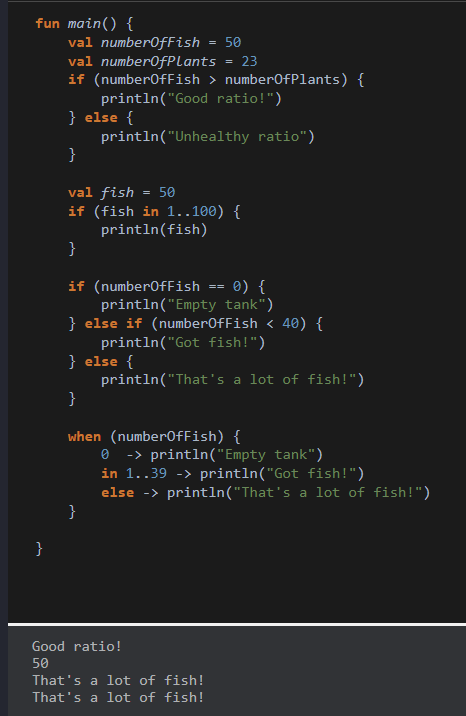 fun main() {
    val numberOfFish = 50
    val numberOfPlants = 23
    if (numberOfFish > numberOfPlants) {
        println("Good ratio!")
    } else {
        println("Unhealthy ratio")
    }

    val fish = 50
    if (fish in 1..100) {
        println(fish)
    }

    if (numberOfFish == 0) {
        println("Empty tank")
    } else if (numberOfFish < 40) {
        println("Got fish!")
    } else {
        println("That's a lot of fish!")
    }

    when (numberOfFish) {
        0  -> println("Empty tank")
        in 1..39 -> println("Got fish!")
        else -> println("That's a lot of fish!")
    }

}
Good ratio!
50
That's a lot of fish!
That's a lot of fish!